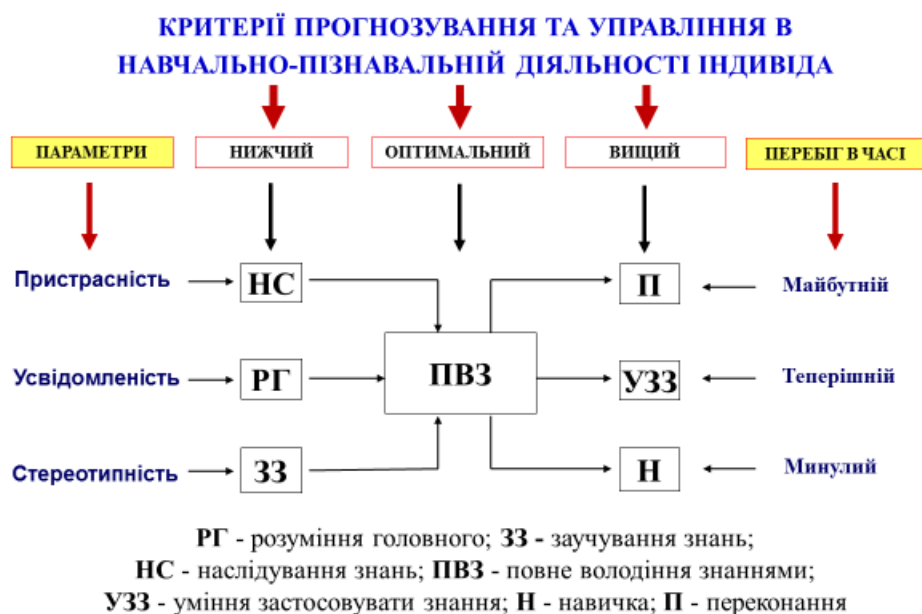 КРИТЕРІЇ ПРОГНОЗУВАННЯ ТА УПРАВЛІННЯ В
НАВЧАЛЬНО-ПІЗНАВАЛЬНІЙ ДІЯЛЬНОСТІ ІНДИВІДА
ПАРАМЕТРИ НИЖЧИЙ ОПТИМАЛЬНИЙ ВИЩИЙ ПЕРЕБІГ В ЧАСІ
Пристрасність НС П Майбутній
Усвідомленість РГ ПВЗ УЗЗ Теперішній
Стереотипність ЗЗ Н Минулий
РГ - розуміння головного; ЗЗ - заучування знань;
НС - наслідування знань; ПВЗ - повне володіння знаннями;
УЗЗ - уміння застосовувати знання; Н - навичка; П - переконання